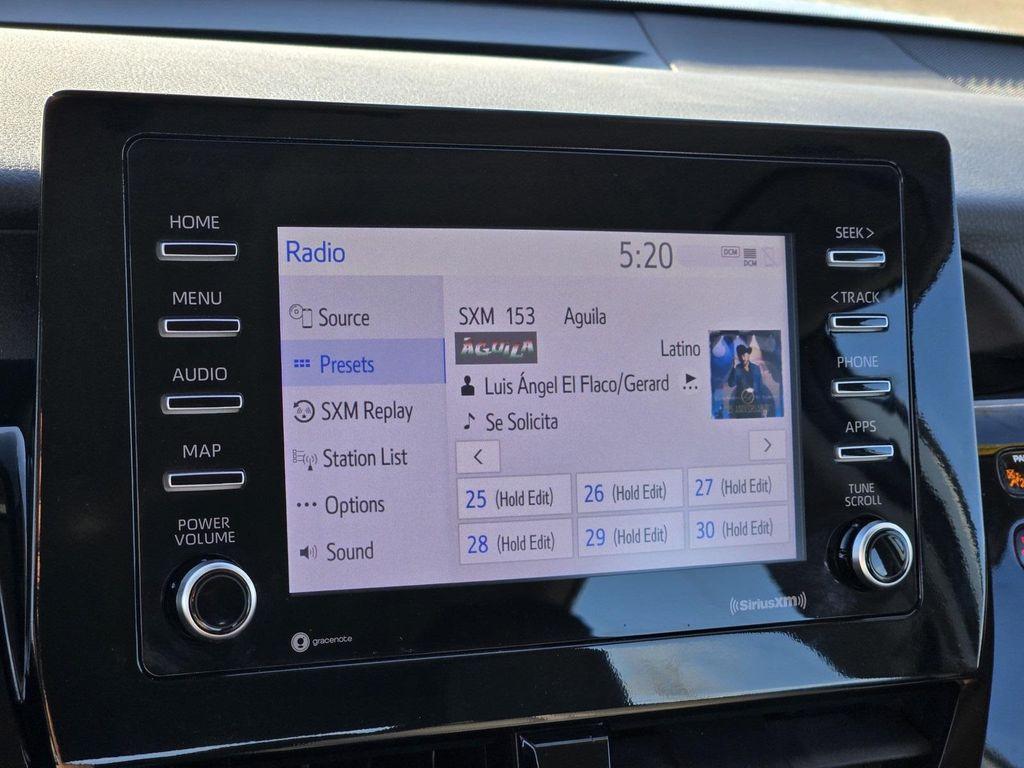 HOME
MENU
AUDIO
MAP
POWER
VOLUME
Radio
5:20
DCM
DCM
Source
Presets
SXM Replay
Station List
Options
Sound
SXM 153 Aguila
ÁGUILA
Latino
Luis Ángel El Flaco/Gerard
Se Solicita
<
>
25 (Hold Edit)
26 (Hold Edit)
27 (Hold Edit)
28 (Hold Edit)
29 (Hold Edit)
30 (Hold Edit)
SEEK >
< TRACK
PHONE
APPS
TUNE
SCROLL
gracenote
((SiriusXM))